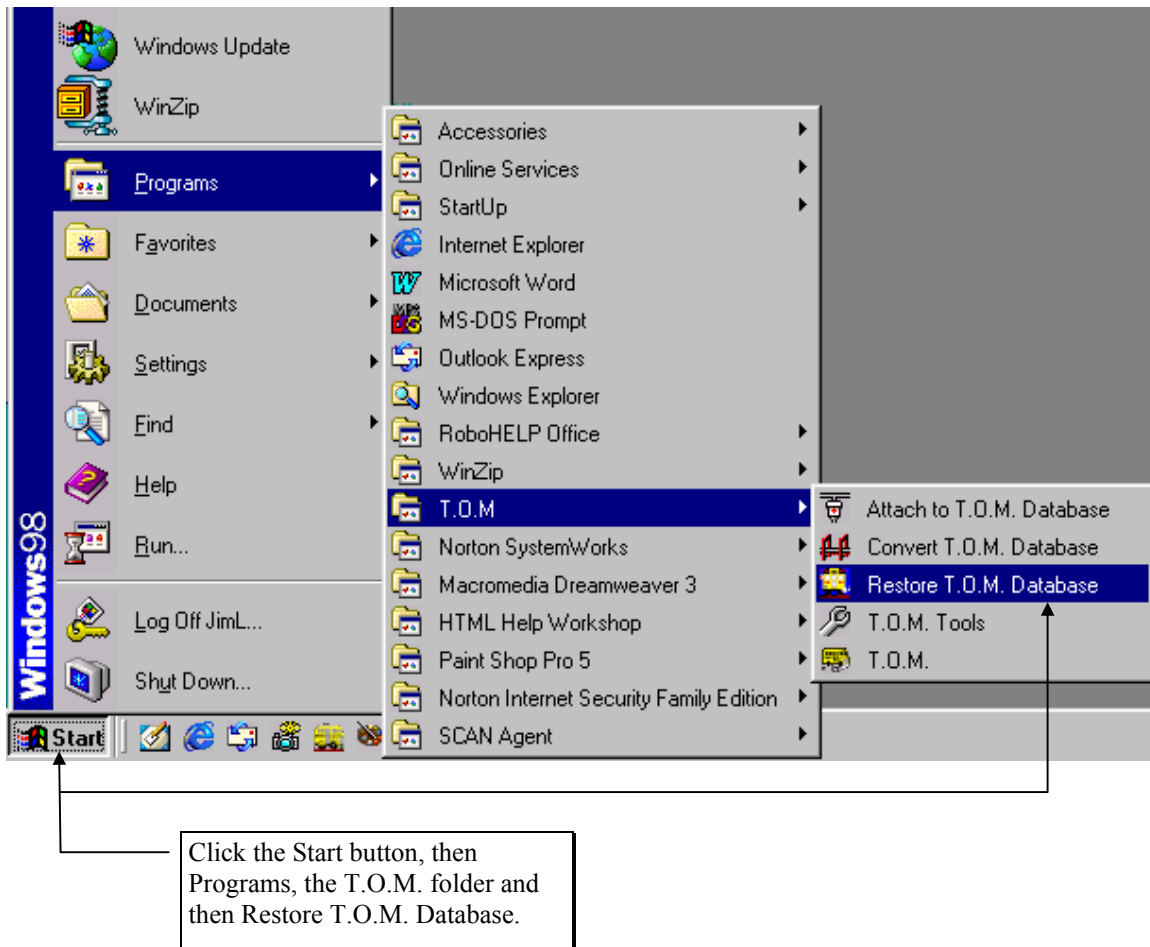 Windows Update
WinZip
Programs
Favorites
Documents
Settings
Find
Help
Run...
Log Off JimL...
Shut Down...
Windows98
Start
Accessories
Online Services
StartUp
Internet Explorer
Microsoft Word
MS-DOS Prompt
Outlook Express
Windows Explorer
RoboHELP Office
WinZip
T.O.M
Norton SystemWorks
Macromedia Dreamweaver 3
HTML Help Workshop
Paint Shop Pro 5
Norton Internet Security Family Edition
SCAN Agent
Attach to T.O.M. Database
Convert T.O.M. Database
Restore T.O.M. Database
T.O.M. Tools
T.O.M.
Click the Start button, then
Programs, the T.O.M. folder and
then Restore T.O.M. Database.